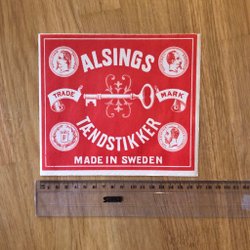 ALSINGS
TRADE MARK
TÆNDSTIKKER
MADE IN SWEDEN